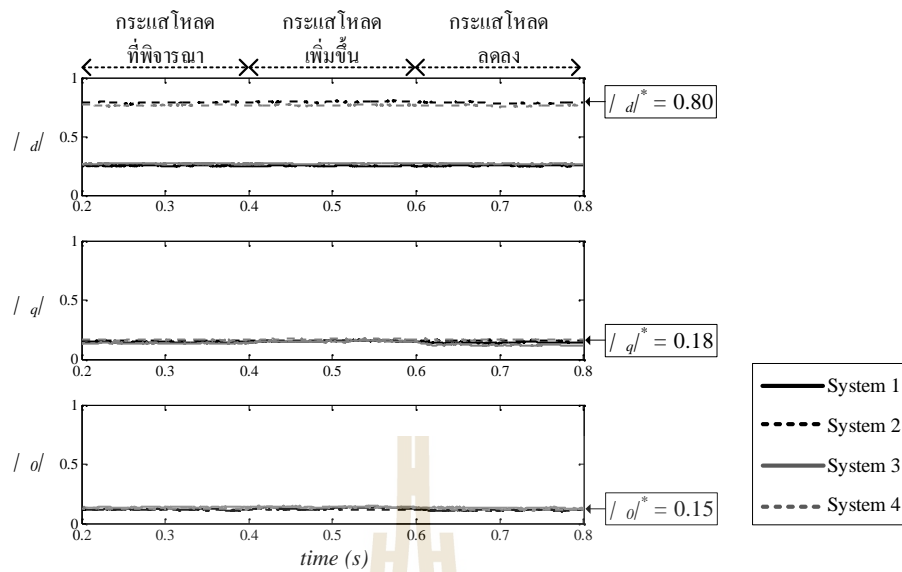 กระแสโหลด
ที่พิจารณา
กระแสโหลด
เพิ่มขึ้น
กระแสโหลด
ลดลง
1
0.5
0
| d|
0.2 0.3 0.4 0.5 0.6 0.7 0.8
| d|* = 0.80
1
0.5
0
| q|
0.2 0.3 0.4 0.5 0.6 0.7 0.8
| q|* = 0.18
1
0.5
0
| 0|
0.2 0.3 0.4 0.5 0.6 0.7 0.8
| 0|* = 0.15
time (s)
System 1
System 2
System 3
System 4